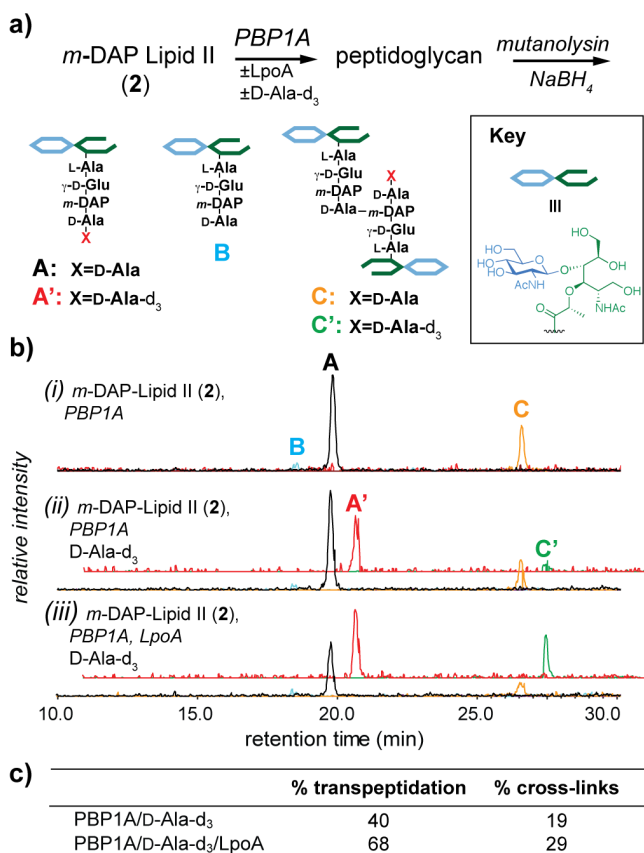 a)
m-DAP Lipid II
(2)
PBP1A
±LpoA
±D-Ala-d3
peptidoglycan
mutanolysin
NaBH4
L-Ala
γ-D-Glu
m-DAP
D-Ala
X
A: X=D-Ala
A': X=D-Ala-d3
L-Ala
γ-D-Glu
m-DAP
D-Ala
B
L-Ala
γ-D-Glu
m-DAP
D-Ala
X
D-Ala
m-DAP
γ-D-Glu
L-Ala
C: X=D-Ala
C': X=D-Ala-d3
Key
III
HO
HO
HO
AcHN
O
O
O
OH
OH
OH
HO
NHAc
O
O
b)
relative intensity
(i) m-DAP-Lipid II (2),
PBP1A
B
A
C
(ii) m-DAP-Lipid II (2),
PBP1A
D-Ala-d3
A'
C'
(iii) m-DAP-Lipid II (2),
PBP1A, LpoA
D-Ala-d3
10.0 15.0 20.0 25.0 30.0
retention time (min)
c)
% transpeptidation % cross-links
PBP1A/D-Ala-d3 40 19
PBP1A/D-Ala-d3/LpoA 68 29